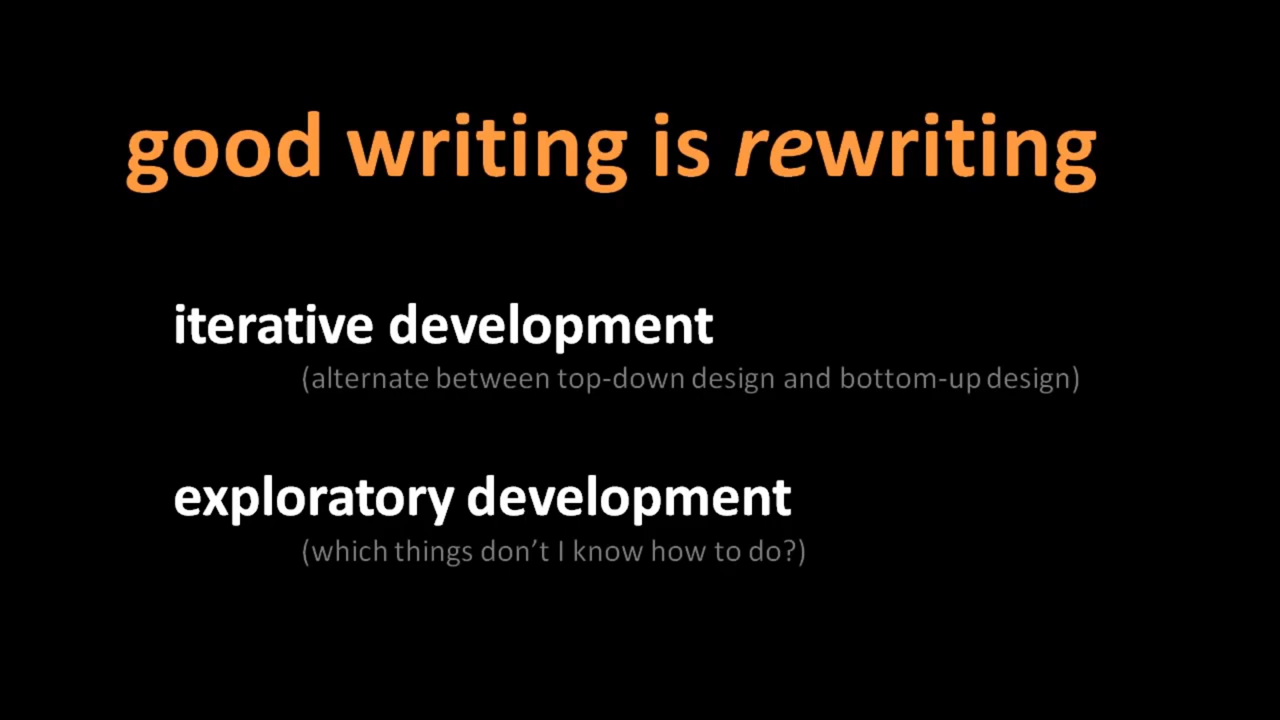 good writing is rewriting
iterative development
(alternate between top-down design and bottom-up design)
exploratory development
(which things don’t I know how to do?)